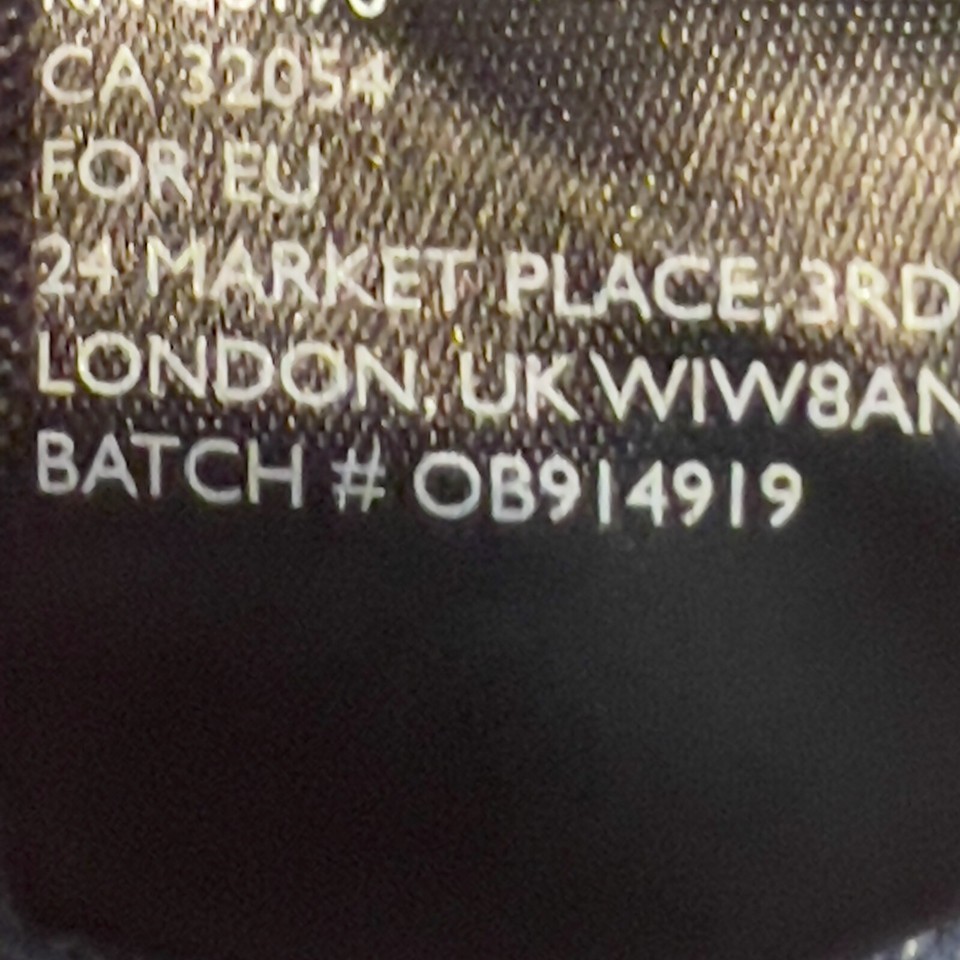 CA 32054
FOR EU
24 MARKET PLACE, 3RD
LONDON, UK W1W8AN
BATCH # OB914919